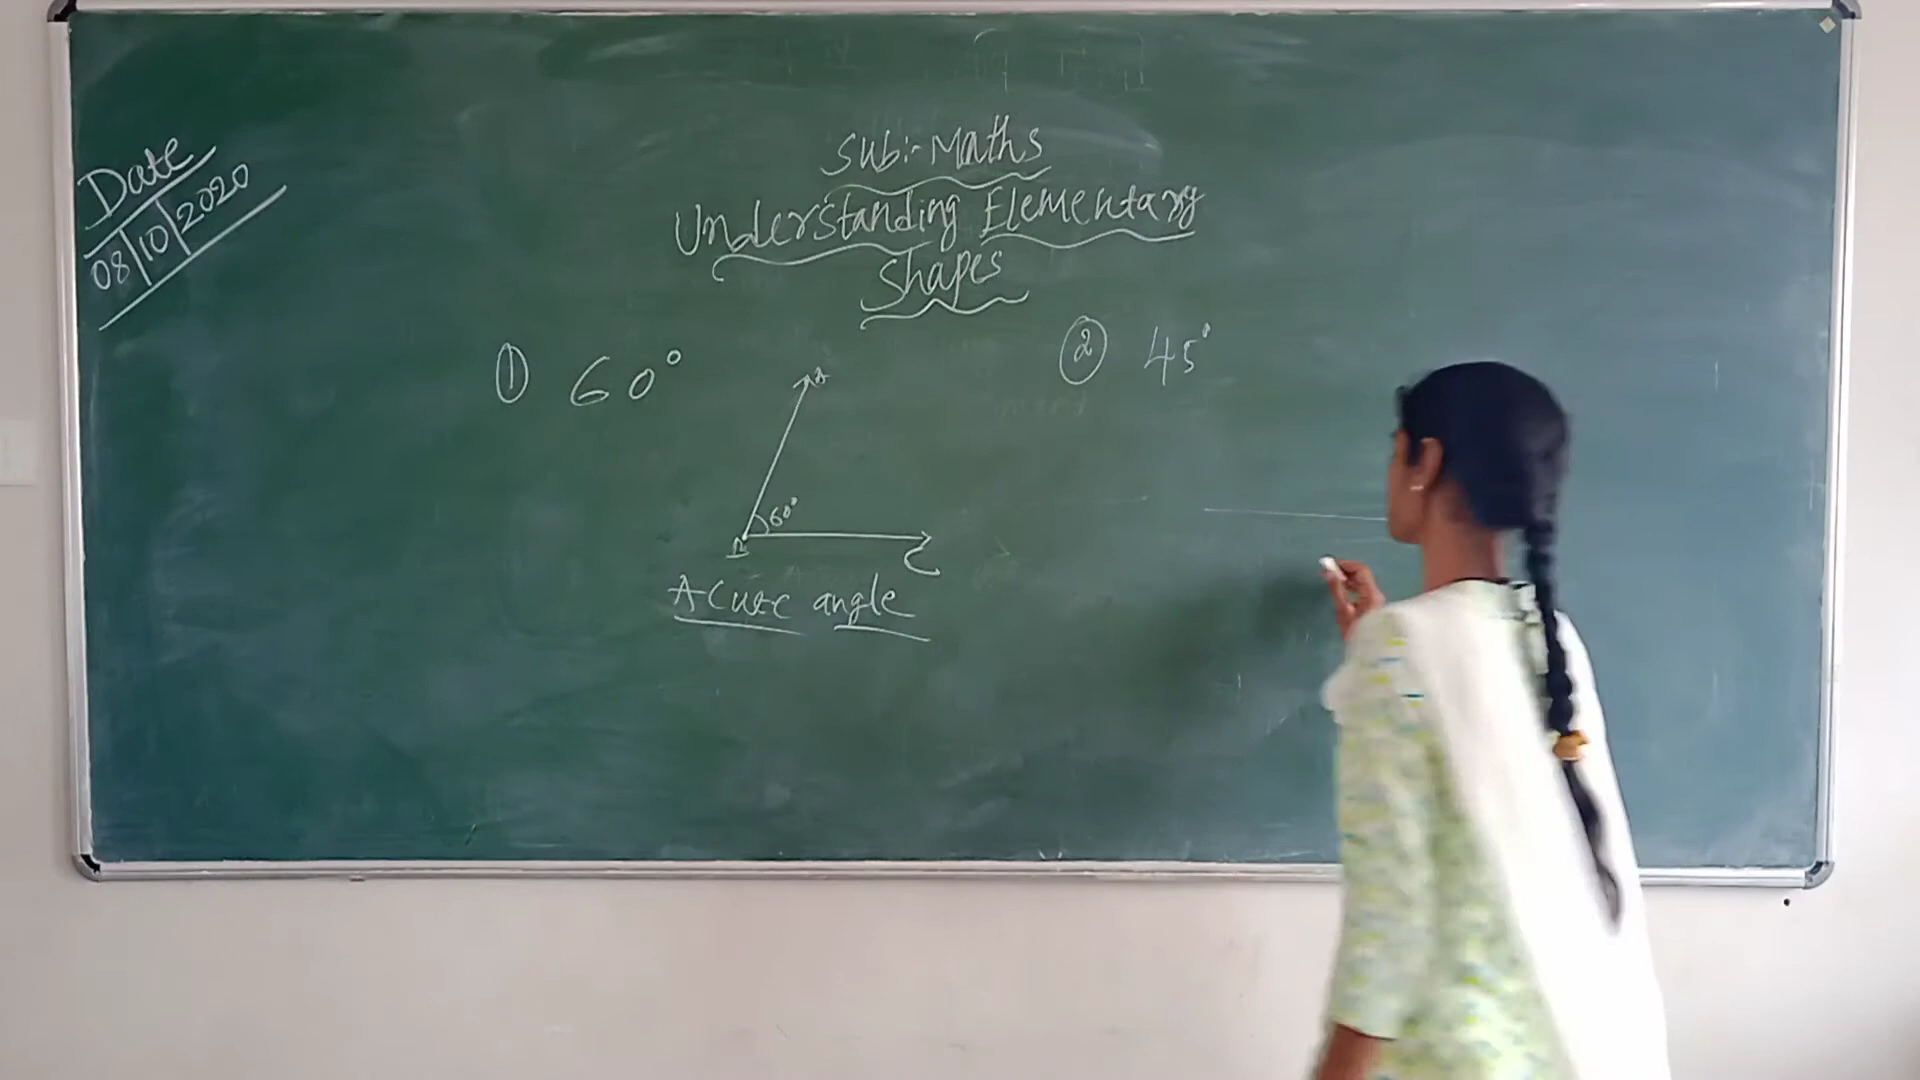 Date
08/10/2020
Sub:- Maths
Understanding Elementary
Shapes
① 60°
② 45°
A
60°
B
C
Acute angle